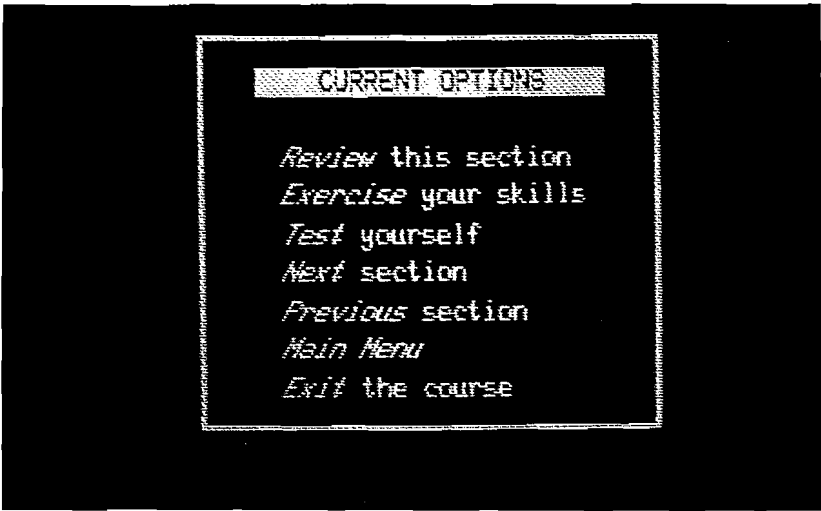 CURRENT OPTIONS
Review this section
Exercise your skills
Test yourself
Next section
Previous section
Main Menu
Exit the course